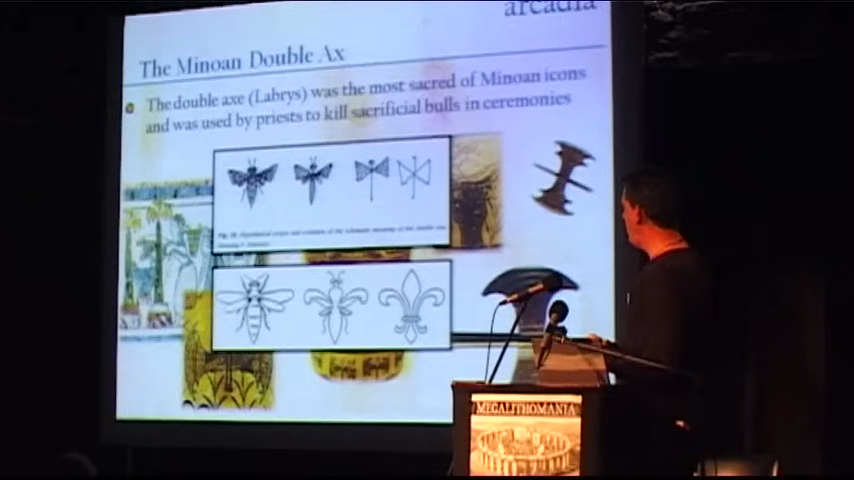 arcadia
The Minoan Double Ax
The double axe (Labrys) was the most sacred of Minoan icons
and was used by priests to kill sacrificial bulls in ceremonies
MEGALITHOMANIA